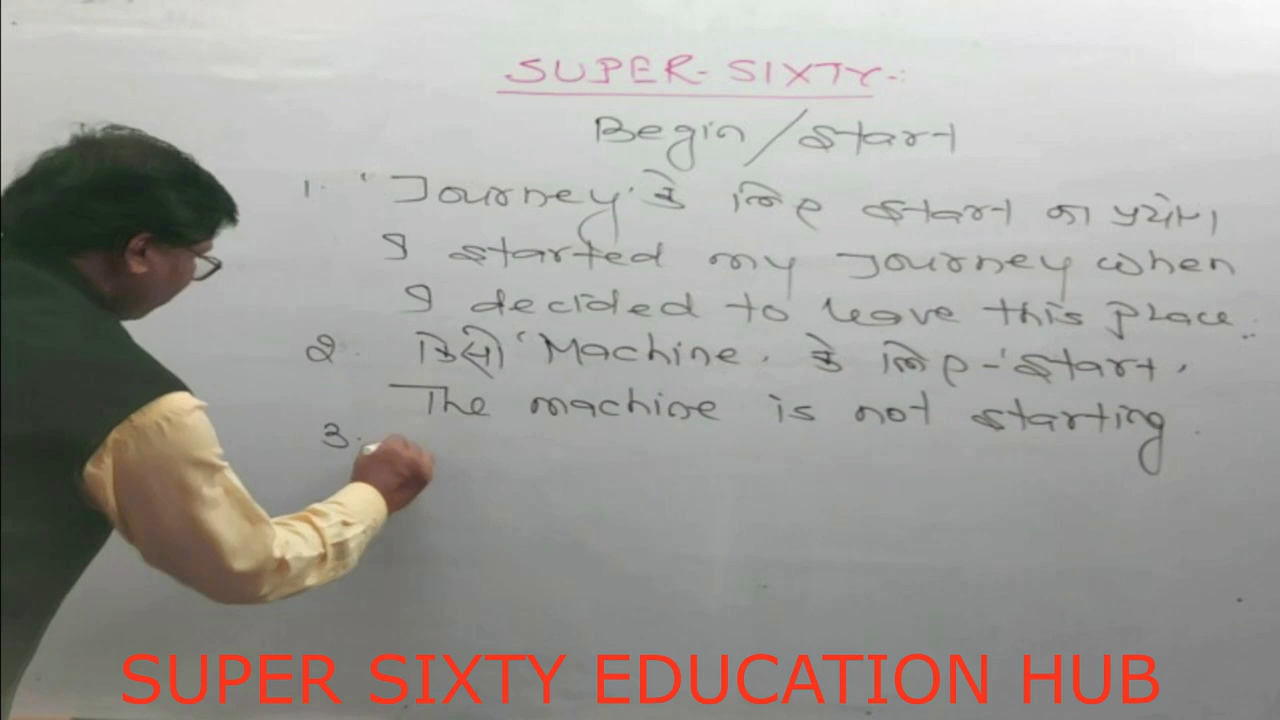 SUPER-SIXTY-:
Begin/Start
1. 'Journey' के लिए start का प्रयोग।
I started my Journey when
I decided to leave this place.
2. किसी 'Machine' के लिए-'Start'
The machine is not starting.
3.
SUPER SIXTY EDUCATION HUB